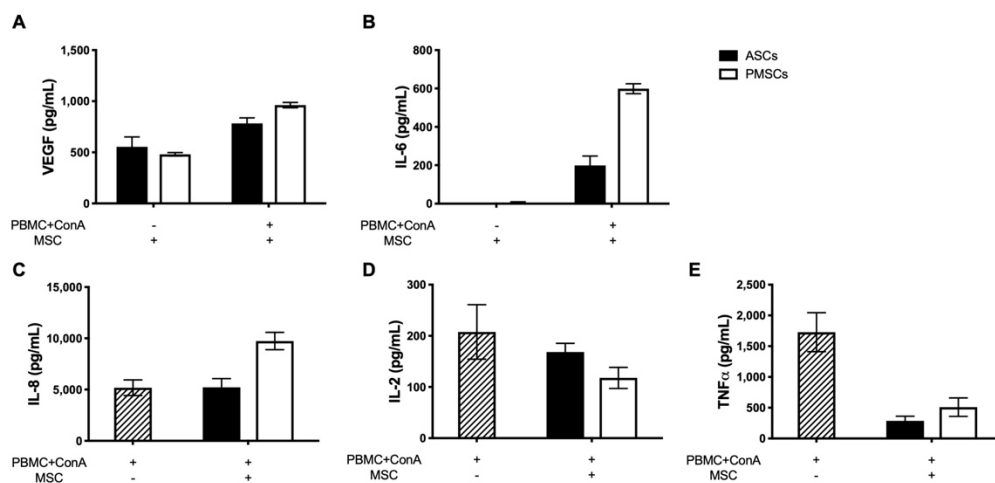 A
1,500
1,000
500
0
VEGF (pg/mL)
PBMC+ConA - +
MSC + +
B
800
600
400
200
0
IL-6 (pg/mL)
PBMC+ConA - +
MSC + +
ASCs
PMSCs
C
15,000
10,000
5,000
0
IL-8 (pg/mL)
PBMC+ConA + +
MSC - +
D
300
200
100
0
IL-2 (pg/mL)
PBMC+ConA + +
MSC - +
E
2,500
2,000
1,500
1,000
500
0
TNFα (pg/mL)
PBMC+ConA + +
MSC - +